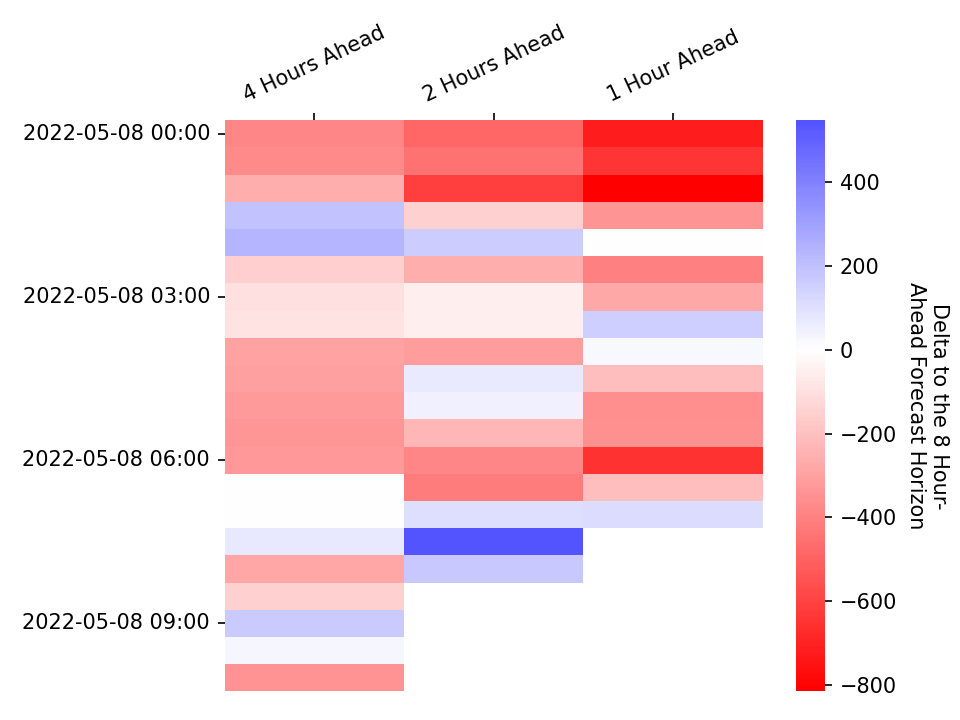 4 Hours Ahead
2 Hours Ahead
1 Hour Ahead
2022-05-08 00:00
2022-05-08 03:00
2022-05-08 06:00
2022-05-08 09:00
400
200
0
−200
−400
−600
−800
Delta to the 8 Hour-
Ahead Forecast Horizon